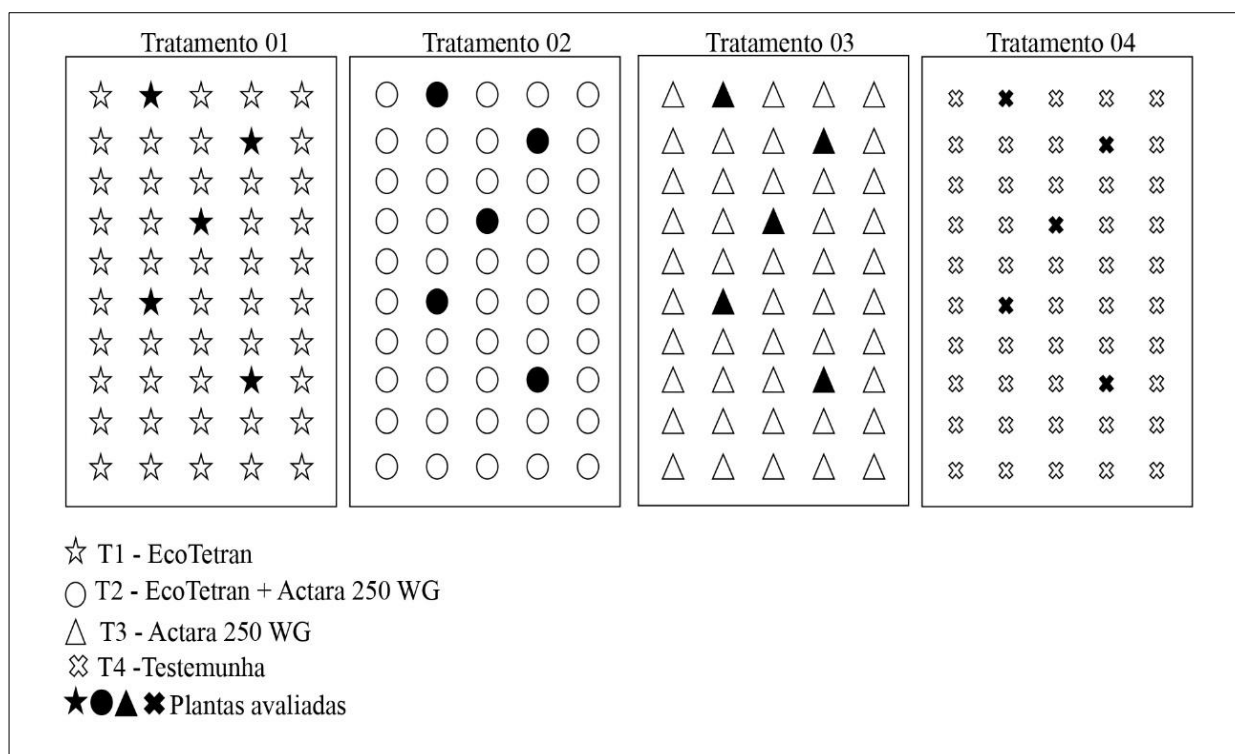 Tratamento 01
Tratamento 02
Tratamento 03
Tratamento 04
T1 - EcoTetran
T2 - EcoTetran + Actara 250 WG
T3 - Actara 250 WG
T4 -Testemunha
Plantas avaliadas